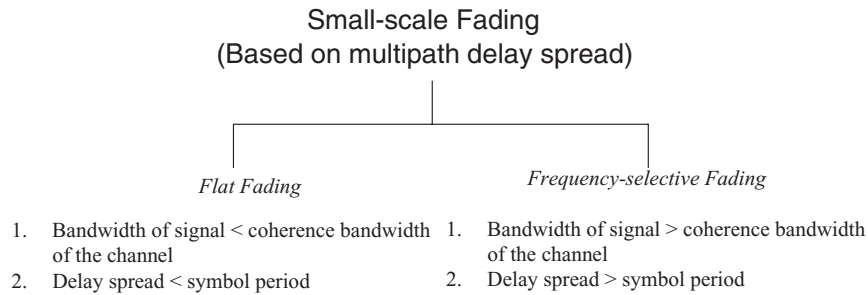 Small-scale Fading
(Based on multipath delay spread)
Flat Fading
1. Bandwidth of signal < coherence bandwidth
of the channel
2. Delay spread < symbol period
Frequency-selective Fading
1. Bandwidth of signal > coherence bandwidth
of the channel
2. Delay spread > symbol period